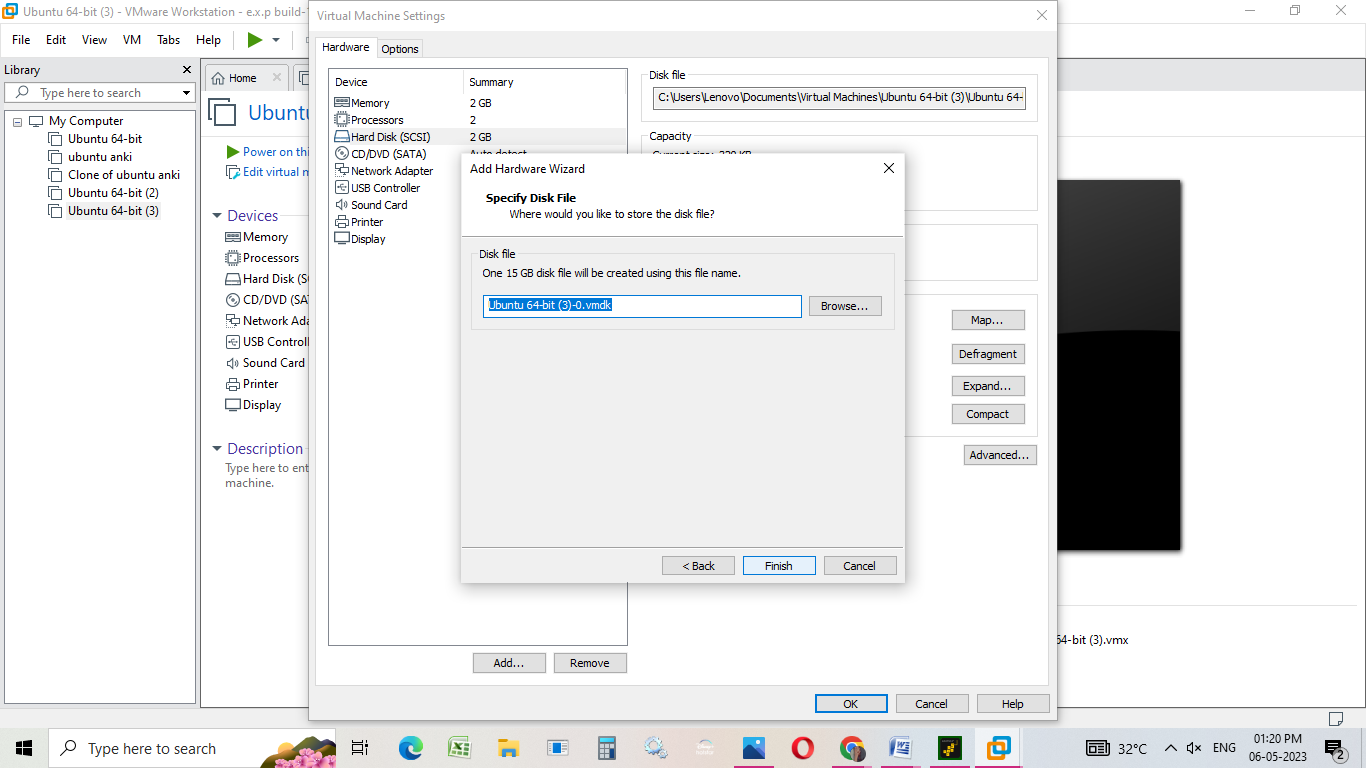 Ubuntu 64-bit (3) - VMware Workstation - e.x.p build-
File Edit View VM Tabs Help
Library
Type here to search
My Computer
Ubuntu 64-bit
ubuntu anki
Clone of ubuntu anki
Ubuntu 64-bit (2)
Ubuntu 64-bit (3)
Home
Ubuntu
Power on thi
Edit virtual m
Devices
Memory
Processors
Hard Disk (SC
CD/DVD (SA
Network Ada
USB Control
Sound Card
Printer
Display
Description
Type here to ent
machine.
Virtual Machine Settings
Hardware Options
Device Summary
Memory 2 GB
Processors 2
Hard Disk (SCSI) 2 GB
CD/DVD (SATA) Auto detect
Network Adapter
USB Controller
Sound Card
Printer
Display
Add... Remove
Disk file
C:\Users\Lenovo\Documents\Virtual Machines\Ubuntu 64-bit (3)\Ubuntu 64-
Capacity
Map...
Defragment
Expand...
Compact
Advanced...
OK Cancel Help
Add Hardware Wizard
Specify Disk File
Where would you like to store the disk file?
Disk file
One 15 GB disk file will be created using this file name.
Ubuntu 64-bit (3)-0.vmdk Browse...
< Back Finish Cancel
64-bit (3).vmx
Type here to search
32°C ENG 01:20 PM
06-05-2023
2